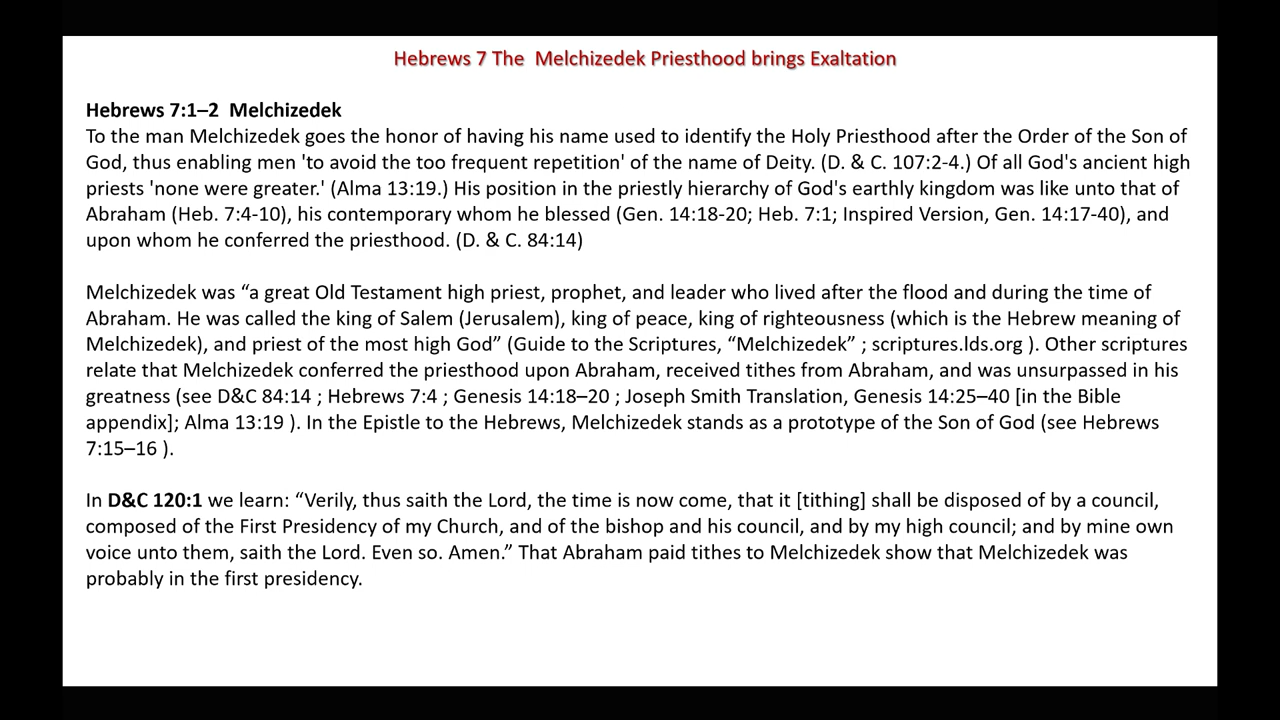 Hebrews 7 The  Melchizedek Priesthood brings Exaltation
Hebrews 7:1–2  Melchizedek
To the man Melchizedek goes the honor of having his name used to identify the Holy Priesthood after the Order of the Son of
God, thus enabling men 'to avoid the too frequent repetition' of the name of Deity. (D. & C. 107:2-4.) Of all God's ancient high
priests 'none were greater.' (Alma 13:19.) His position in the priestly hierarchy of God's earthly kingdom was like unto that of
Abraham (Heb. 7:4-10), his contemporary whom he blessed (Gen. 14:18-20; Heb. 7:1; Inspired Version, Gen. 14:17-40), and
upon whom he conferred the priesthood. (D. & C. 84:14)
Melchizedek was “a great Old Testament high priest, prophet, and leader who lived after the flood and during the time of
Abraham. He was called the king of Salem (Jerusalem), king of peace, king of righteousness (which is the Hebrew meaning of
Melchizedek), and priest of the most high God” (Guide to the Scriptures, “Melchizedek” ; scriptures.lds.org ). Other scriptures
relate that Melchizedek conferred the priesthood upon Abraham, received tithes from Abraham, and was unsurpassed in his
greatness (see D&C 84:14 ; Hebrews 7:4 ; Genesis 14:18–20 ; Joseph Smith Translation, Genesis 14:25–40 [in the Bible
appendix]; Alma 13:19 ). In the Epistle to the Hebrews, Melchizedek stands as a prototype of the Son of God (see Hebrews
7:15–16 ).
In D&C 120:1 we learn: “Verily, thus saith the Lord, the time is now come, that it [tithing] shall be disposed of by a council,
composed of the First Presidency of my Church, and of the bishop and his council, and by my high council; and by mine own
voice unto them, saith the Lord. Even so. Amen.” That Abraham paid tithes to Melchizedek show that Melchizedek was
probably in the first presidency.